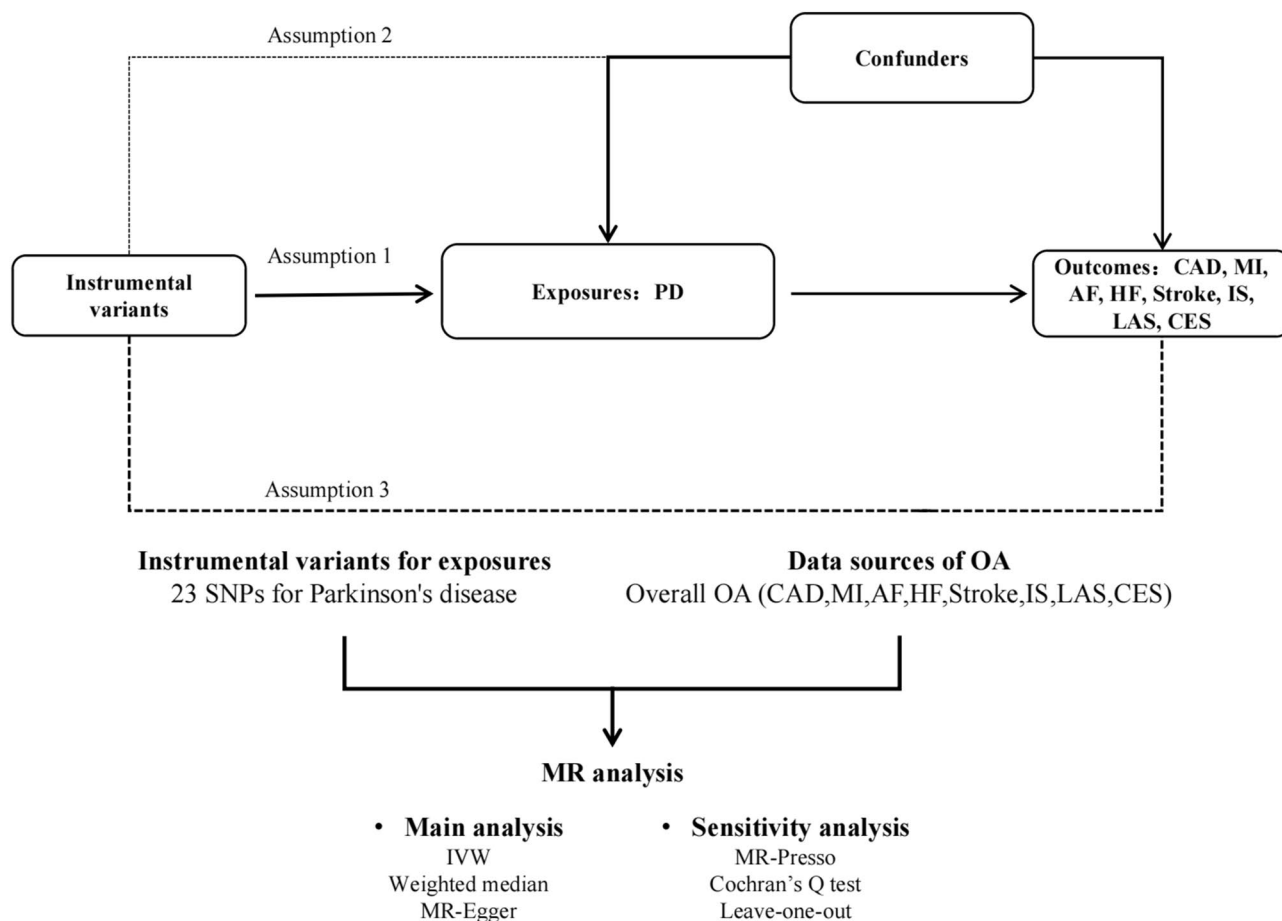 Assumption 2
Confunders
Assumption 1
Instrumental
variants
Exposures：PD
Outcomes：CAD, MI,
AF, HF, Stroke, IS,
LAS, CES
Assumption 3
Instrumental variants for exposures
23 SNPs for Parkinson's disease
Data sources of OA
Overall OA (CAD,MI,AF,HF,Stroke,IS,LAS,CES)
MR analysis
• Main analysis
IVW
Weighted median
MR-Egger
• Sensitivity analysis
MR-Presso
Cochran’s Q test
Leave-one-out